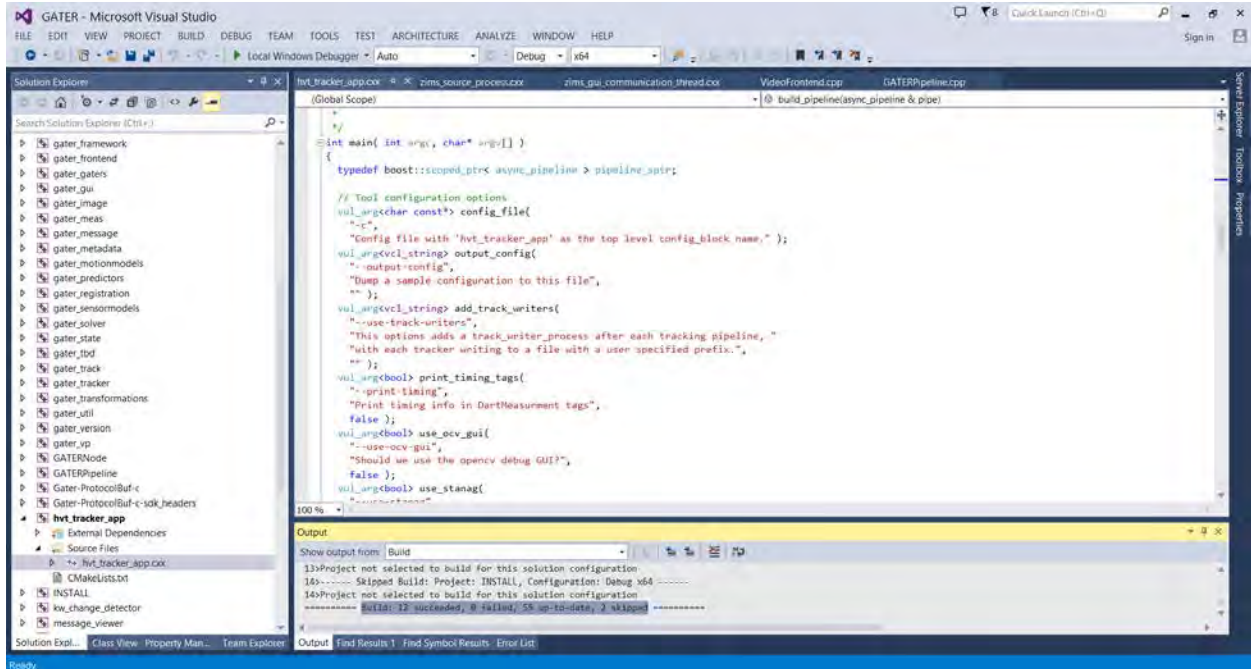 GATER - Microsoft Visual Studio
8
Quick Launch (Ctrl+Q)
FILE EDIT VIEW PROJECT BUILD DEBUG TEAM TOOLS TEST ARCHITECTURE ANALYZE WINDOW HELP
Sign in
Local Windows Debugger Auto Debug x64
Solution Explorer
Search Solution Explorer (Ctrl+;)
gater_framework
gater_frontend
gater_gaters
gater_gui
gater_image
gater_meas
gater_message
gater_metadata
gater_motionmodels
gater_predictors
gater_registration
gater_sensormodels
gater_solver
gater_state
gater_tbd
gater_track
gater_tracker
gater_transformations
gater_util
gater_version
gater_vp
GATERNode
GATERPipeline
Gater-ProtocolBuf-c
Gater-ProtocolBuf-c-sdk_headers
hvt_tracker_app
External Dependencies
Source Files
hvt_tracker_app.cxx
CMakeLists.txt
INSTALL
kw_change_detector
message_viewer
Solution Expl... Class View Property Man... Team Explorer
hvt_tracker_app.cxx zims_source_process.cxx zims_gui_communication_thread.cxx VideoFrontend.cpp GATERPipeline.cpp
(Global Scope) build_pipeline(async_pipeline & pipe)
*
*/
int main( int argc, char* argv[] )
{
typedef boost::scoped_ptr< async_pipeline > pipeline_sptr;
// Tool configuration options
vul_arg<char const*> config_file(
"-c",
"Config file with 'hvt_tracker_app' as the top level config_block name." );
vul_arg<vcl_string> output_config(
"--output-config",
"Dump a sample configuration to this file",
"" );
vul_arg<vcl_string> add_track_writers(
"--use-track-writers",
"This options adds a track_writer_process after each tracking pipeline, "
"with each tracker writing to a file with a user specified prefix.",
"" );
vul_arg<bool> print_timing_tags(
"--print-timing",
"Print timing info in DartMeasurment tags",
false );
vul_arg<bool> use_ocv_gui(
"--use-ocv-gui",
"Should we use the opencv debug GUI?",
false );
vul_arg<bool> use_stanag(
100 %
Output
Show output from: Build
13>Project not selected to build for this solution configuration
14>------ Skipped Build: Project: INSTALL, Configuration: Debug x64 ------
14>Project not selected to build for this solution configuration
========== Build: 12 succeeded, 0 failed, 55 up-to-date, 2 skipped ==========
Output Find Results 1 Find Symbol Results Error List
Server Explorer Toolbox Properties
Ready